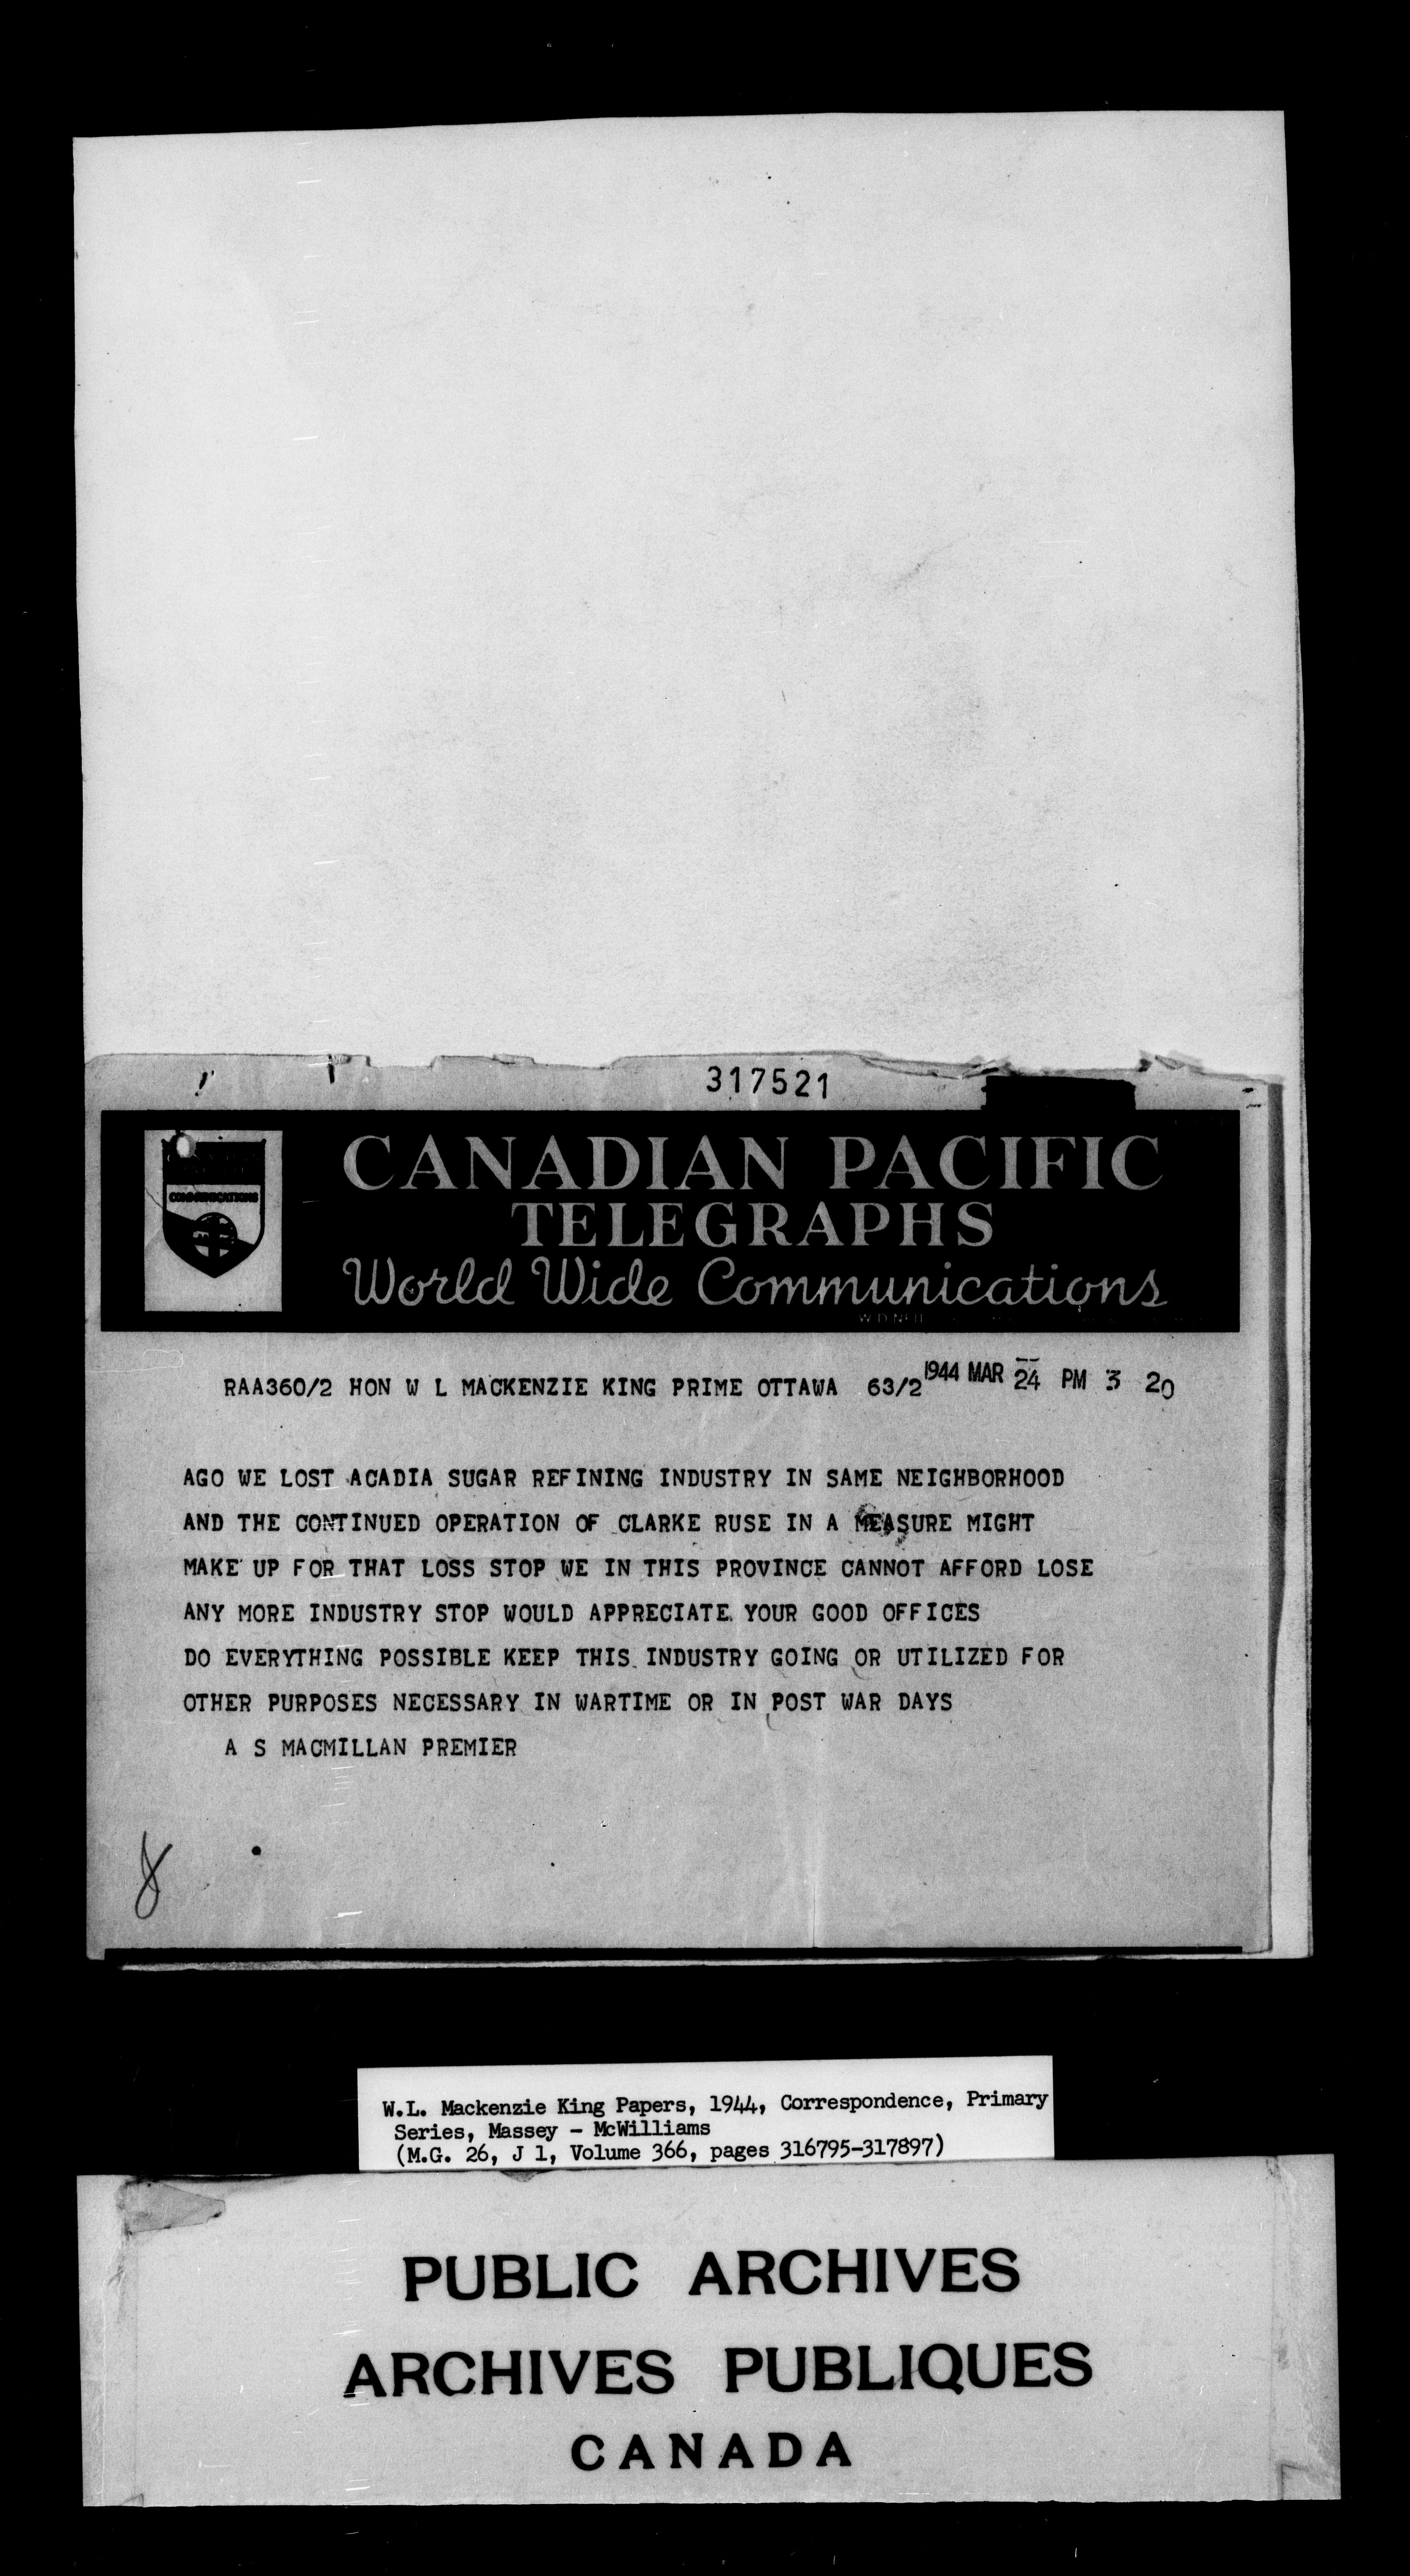 317521
COMMUNICATIONS
CANADIAN PACIFIC
TELEGRAPHS
World Wide Communications
RAA360/2 HON W L MACKENZIE KING PRIME OTTAWA 63/2 1944 MAR 24 PM 3 20
AGO WE LOST ACADIA SUGAR REFINING INDUSTRY IN SAME NEIGHBORHOOD
AND THE CONTINUED OPERATION OF CLARKE RUSE IN A MEASURE MIGHT
MAKE UP FOR THAT LOSS STOP WE IN THIS PROVINCE CANNOT AFFORD LOSE
ANY MORE INDUSTRY STOP WOULD APPRECIATE YOUR GOOD OFFICES
DO EVERYTHING POSSIBLE KEEP THIS INDUSTRY GOING OR UTILIZED FOR
OTHER PURPOSES NECESSARY IN WARTIME OR IN POST WAR DAYS
A S MACMILLAN PREMIER
8
W.L. Mackenzie King Papers, 1944, Correspondence, Primary
Series, Massey - McWilliams
(M.G. 26, J 1, Volume 366, pages 316795-317897)
PUBLIC ARCHIVES
ARCHIVES PUBLIQUES
CANADA